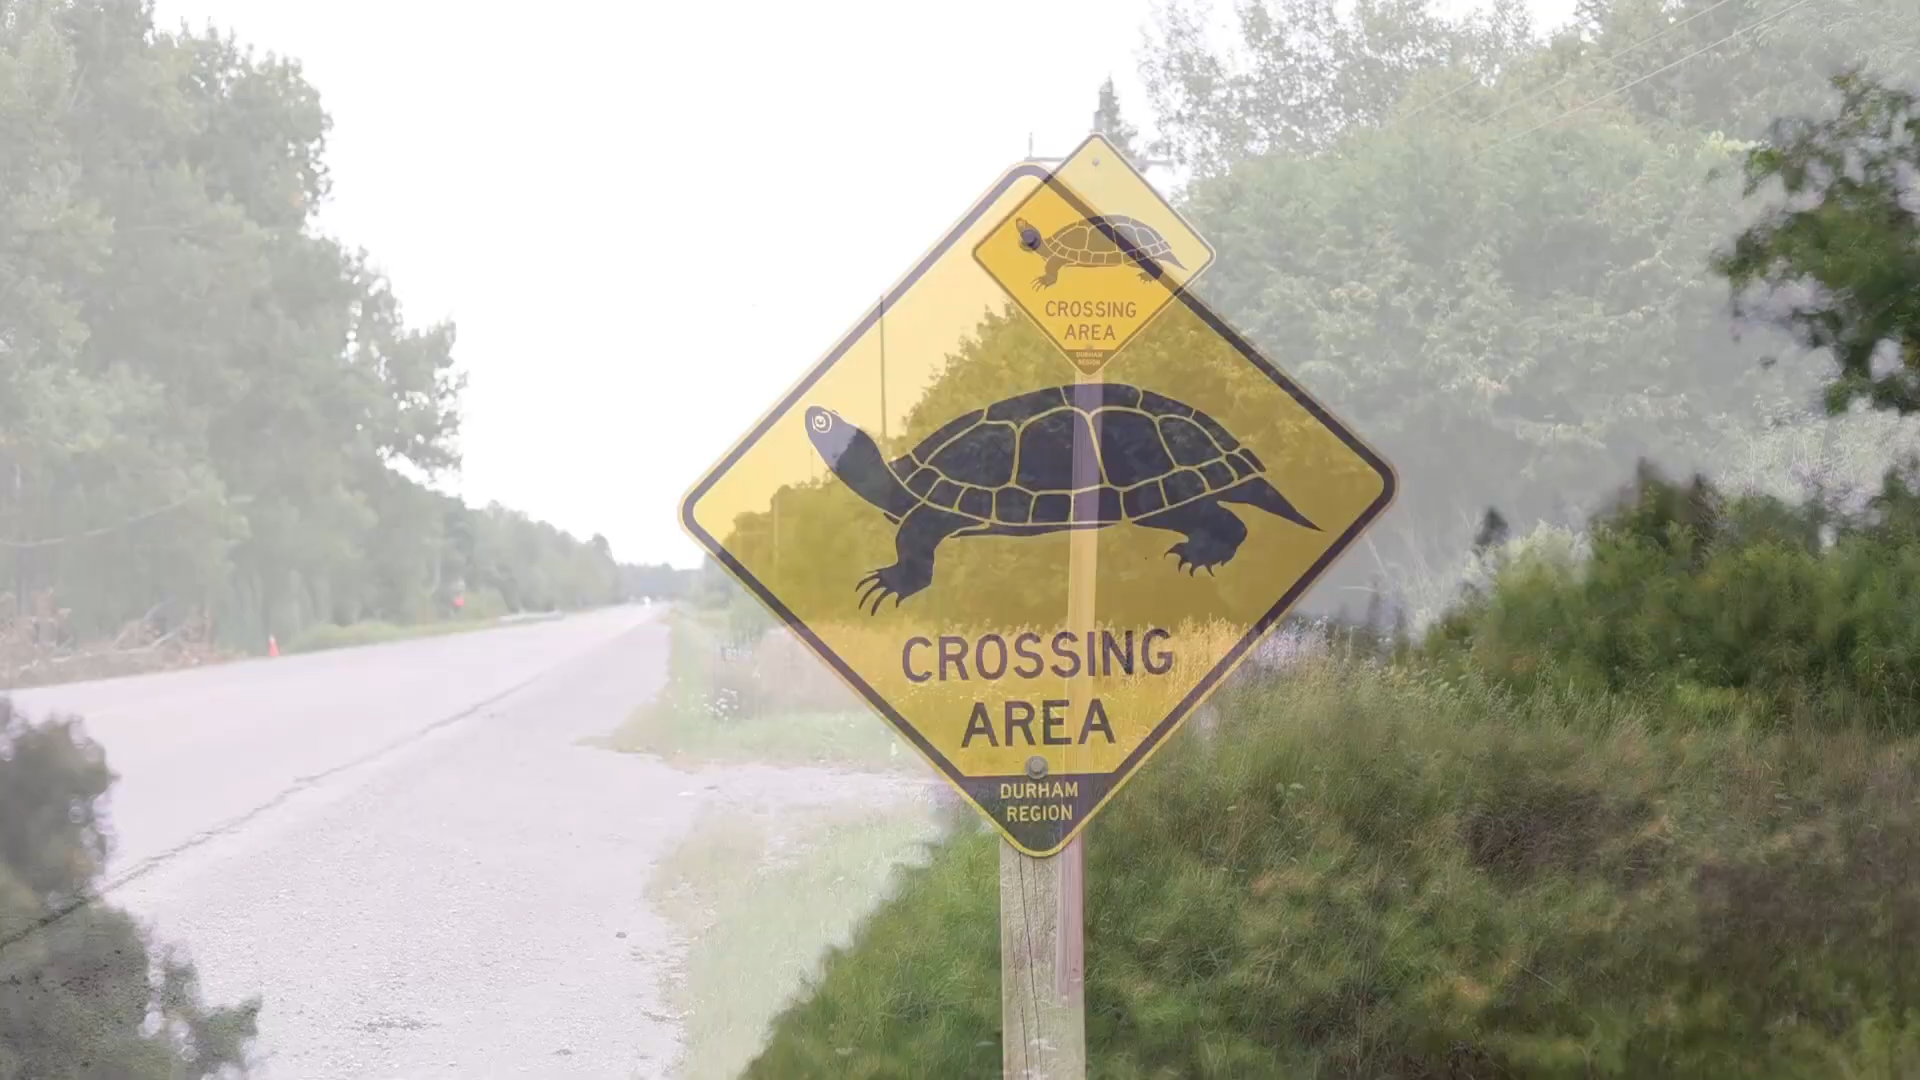 CROSSING
AREA
DURHAM
REGION
CROSSING
AREA
DURHAM
REGION